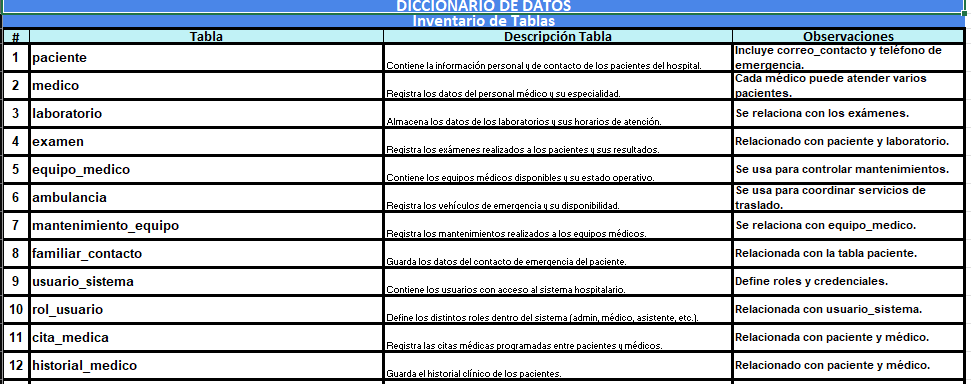 DICCIONARIO DE DATOS
Inventario de Tablas
# Tabla Descripción Tabla Observaciones
1 paciente Contiene la información personal y de contacto de los pacientes del hospital. Incluye correo_contacto y teléfono de
emergencia.
2 medico Registra los datos del personal médico y su especialidad. Cada médico puede atender varios
pacientes.
3 laboratorio Almacena los datos de los laboratorios y sus horarios de atención. Se relaciona con los exámenes.
4 examen Registra los exámenes realizados a los pacientes y sus resultados. Relacionado con paciente y laboratorio.
5 equipo_medico Contiene los equipos médicos disponibles y su estado operativo. Se usa para controlar mantenimientos.
6 ambulancia Registra los vehículos de emergencia y su disponibilidad. Se usa para coordinar servicios de
traslado.
7 mantenimiento_equipo Registra los mantenimientos realizados a los equipos médicos. Se relaciona con equipo_medico.
8 familiar_contacto Guarda los datos del contacto de emergencia del paciente. Relacionada con la tabla paciente.
9 usuario_sistema Contiene los usuarios con acceso al sistema hospitalario. Define roles y credenciales.
10 rol_usuario Define los distintos roles dentro del sistema (admin, médico, asistente, etc.). Relacionada con usuario_sistema.
11 cita_medica Registra las citas médicas programadas entre pacientes y médicos. Relacionado con paciente y médico.
12 historial_medico Guarda el historial clínico de los pacientes. Relacionado con paciente y médico.